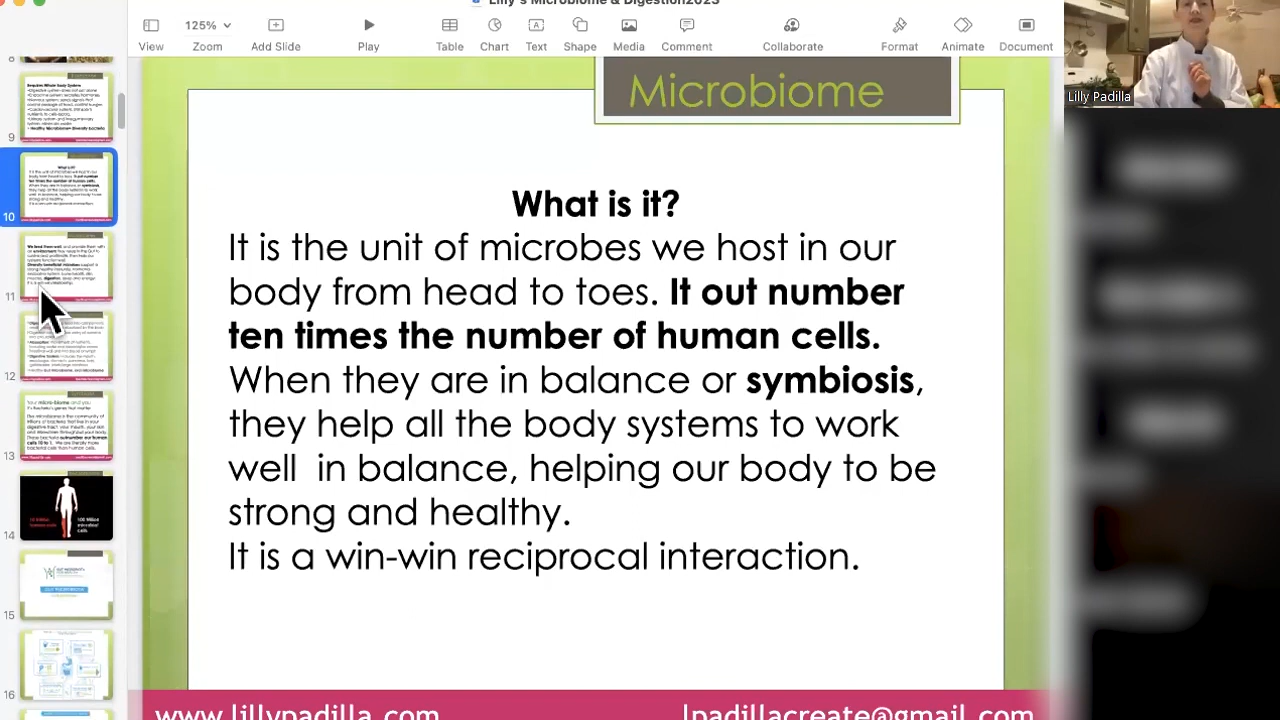 Lilly's Microbiome & Digestion2023
125%
View
Zoom
Add Slide
Play
Table
Chart
Text
Shape
Media
Comment
Collaborate
Format
Animate
Document
Lilly Padilla
8
9
10
11
12
13
14
15
16
Microbiome
What is it?
It is the unit of microbes we host in our
body from head to toes. It out number
ten times the number of human cells.
When they are in balance or symbiosis,
they help all the body systems to work
well in balance, helping our body to be
strong and healthy.
It is a win-win reciprocal interaction.
www.lillypadilla.com
lpadillacreate@gmail.com